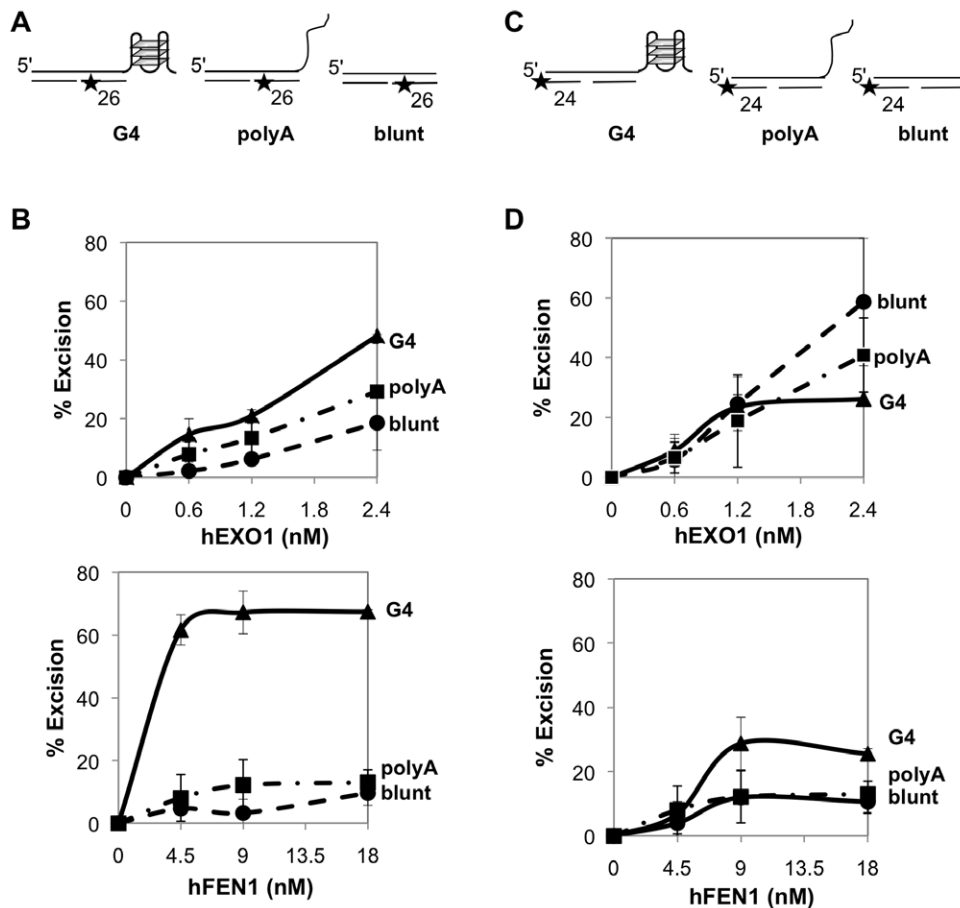 A
5'
26
G4
26
polyA
26
blunt
C
5'
24
G4
5'
24
polyA
5'
24
blunt
B
% Excision
80
60
40
20
0
G4
polyA
blunt
0 0.6 1.2 1.8 2.4
hEXO1 (nM)
D
% Excision
80
60
40
20
0
blunt
polyA
G4
0 0.6 1.2 1.8 2.4
hEXO1 (nM)
% Excision
80
60
40
20
0
G4
polyA
blunt
0 4.5 9 13.5 18
hFEN1 (nM)
% Excision
80
60
40
20
0
G4
polyA
blunt
0 4.5 9 13.5 18
hFEN1 (nM)